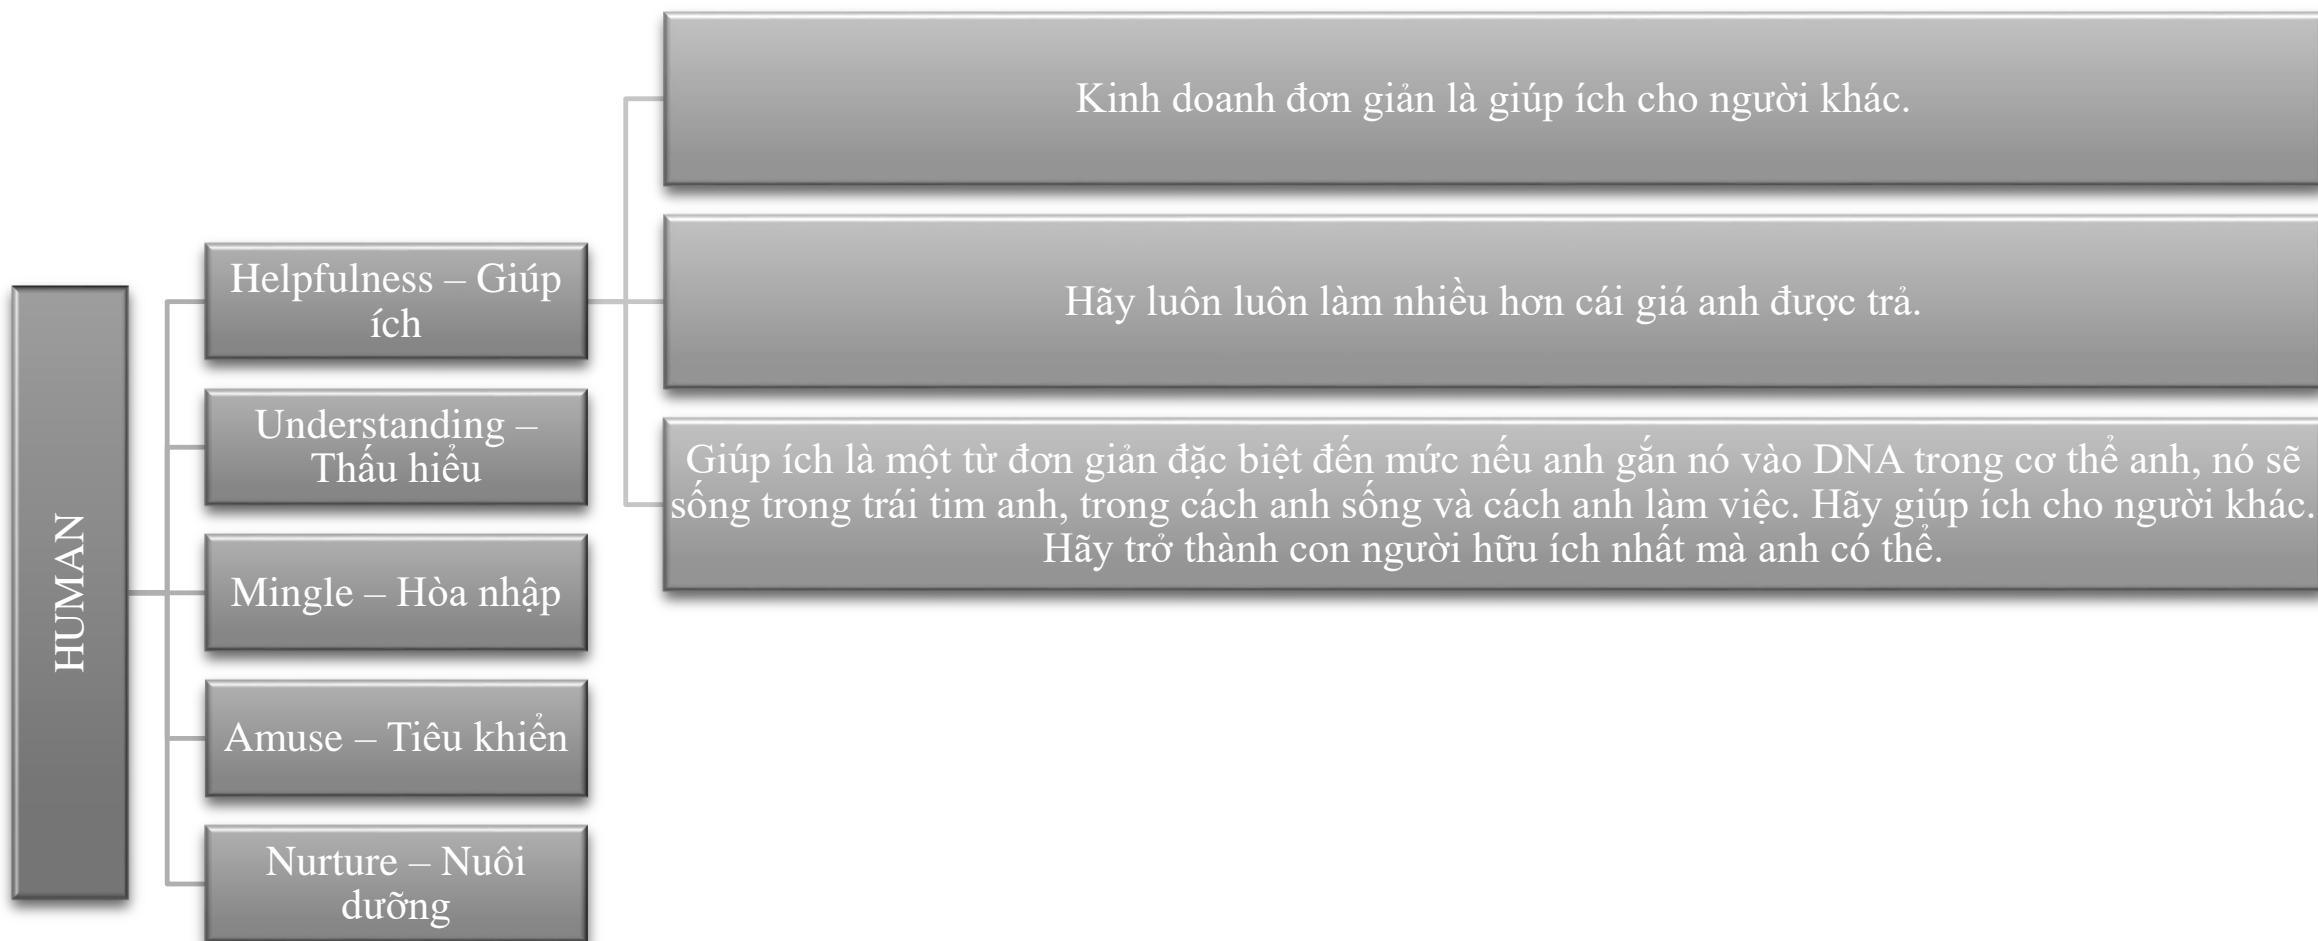 HUMAN
Helpfulness – Giúp
ích
Kinh doanh đơn giản là giúp ích cho người khác.
Hãy luôn luôn làm nhiều hơn cái giá anh được trả.
Giúp ích là một từ đơn giản đặc biệt đến mức nếu anh gắn nó vào DNA trong cơ thể anh, nó sẽ
sống trong trái tim anh, trong cách anh sống và cách anh làm việc. Hãy giúp ích cho người khác.
Hãy trở thành con người hữu ích nhất mà anh có thể.
Understanding –
Thấu hiểu
Mingle – Hòa nhập
Amuse – Tiêu khiển
Nurture – Nuôi
dưỡng